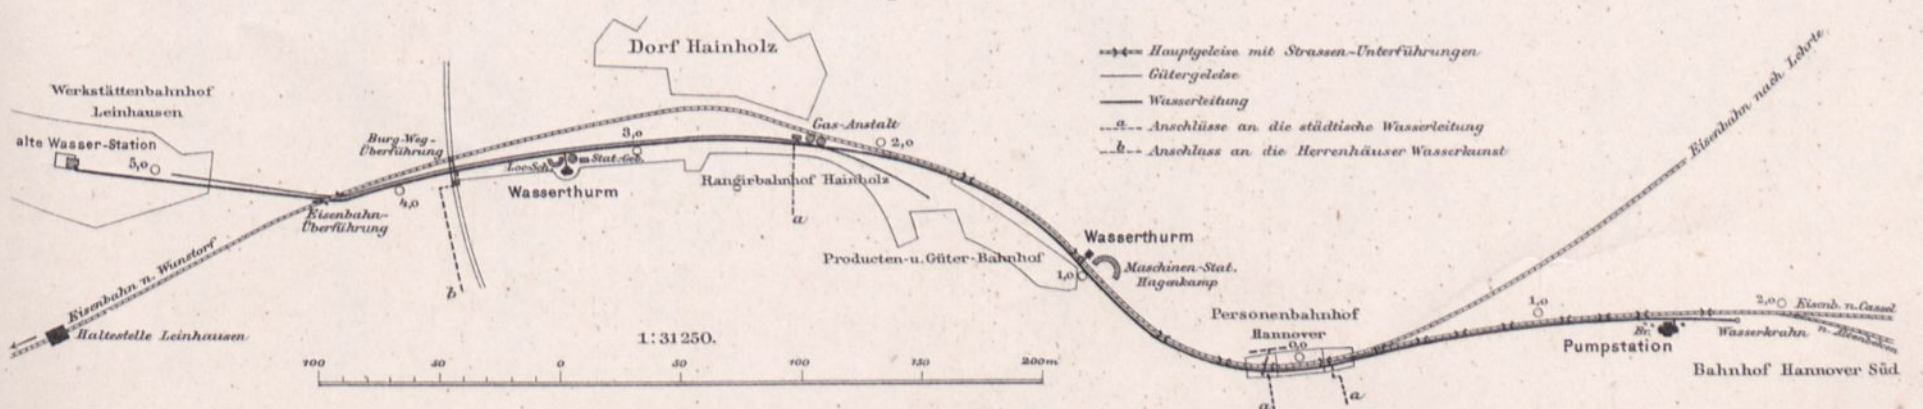 Dorf Hainholz
Hauptgeleise mit Strassen-Unterführungen
Gütergeleise
Wasserleitung
a Anschlüsse an die städtische Wasserleitung
b Anschluss an die Herrenhäuser Wasserkunst
Eisenbahn nach Lehrte
Werkstättenbahnhof
Leinhausen
alte Wasser-Station
5,0
Burg-Weg-
Überführung
3,0
Gas-Anstalt
2,0
Loc.Sch.
Stat.-Geb.
Wasserthurm
Rangirbahnhof Hainholz
4,0
Eisenbahn-
Überführung
a
Eisenbahn n. Wunstorf
b
Haltestelle Leinhausen
Producten-u. Güter-Bahnhof
Wasserthurm
1,0
Maschinen-Stat.
Hagenkamp
Personenbahnhof
Hannover
0,0
a
a
1,0
2,0
Eisenb. n. Cassel
n. Altenbeken
Br.
Wasserkrahn
Pumpstation
Bahnhof Hannover Süd
1:31250.
100 50 0 50 100 150 200m